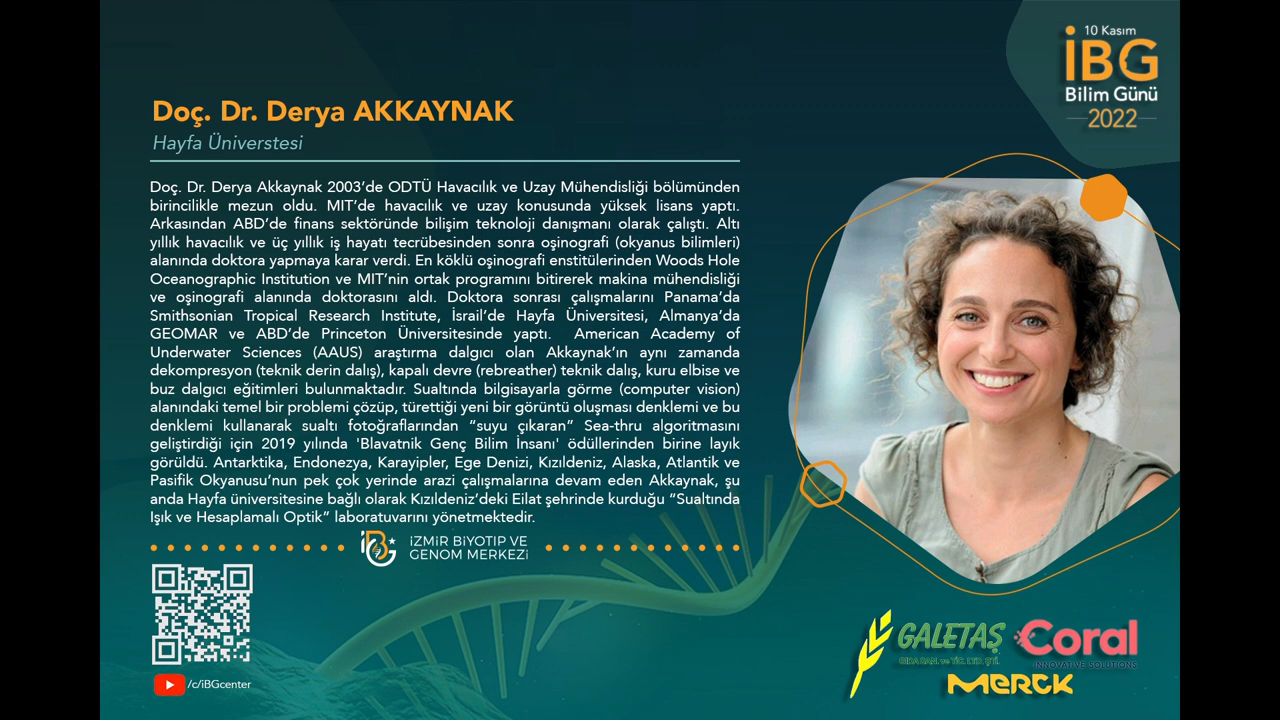 10 Kasım
İBG
Bilim Günü
2022
Doç. Dr. Derya AKKAYNAK
Hayfa Üniverstesi
Doç. Dr. Derya Akkaynak 2003’de ODTÜ Havacılık ve Uzay Mühendisliği bölümünden
birincilikle mezun oldu. MIT’de havacılık ve uzay konusunda yüksek lisans yaptı.
Arkasından ABD’de finans sektöründe bilişim teknoloji danışmanı olarak çalıştı. Altı
yıllık havacılık ve üç yıllık iş hayatı tecrübesinden sonra oşinografi (okyanus bilimleri)
alanında doktora yapmaya karar verdi. En köklü oşinografi enstitülerinden Woods Hole
Oceanographic Institution ve MIT’nin ortak programını bitirerek makina mühendisliği
ve oşinografi alanında doktorasını aldı. Doktora sonrası çalışmalarını Panama’da
Smithsonian Tropical Research Institute, İsrail’de Hayfa Üniversitesi, Almanya’da
GEOMAR ve ABD’de Princeton Üniversitesinde yaptı. American Academy of
Underwater Sciences (AAUS) araştırma dalgıcı olan Akkaynak’ın aynı zamanda
dekompresyon (teknik derin dalış), kapalı devre (rebreather) teknik dalış, kuru elbise ve
buz dalgıcı eğitimleri bulunmaktadır. Sualtında bilgisayarla görme (computer vision)
alanındaki temel bir problemi çözüp, türettiği yeni bir görüntü oluşması denklemi ve bu
denklemi kullanarak sualtı fotoğraflarından “suyu çıkaran” Sea-thru algoritmasını
geliştirdiği için 2019 yılında 'Blavatnik Genç Bilim İnsanı' ödüllerinden birine layık
görüldü. Antarktika, Endonezya, Karayipler, Ege Denizi, Kızıldeniz, Alaska, Atlantik ve
Pasifik Okyanusu’nun pek çok yerinde arazi çalışmalarına devam eden Akkaynak, şu
anda Hayfa üniversitesine bağlı olarak Kızıldeniz’deki Eilat şehrinde kurduğu “Sualtında
Işık ve Hesaplamalı Optik” laboratuvarını yönetmektedir.
İBG
İZMİR BİYOTIP VE
GENOM MERKEZİ
/c/iBGcenter
GALETAŞ
GIDA SAN. ve TİC. LTD. ŞTİ.
Coral
INNOVATIVE SOLUTIONS
MERCK